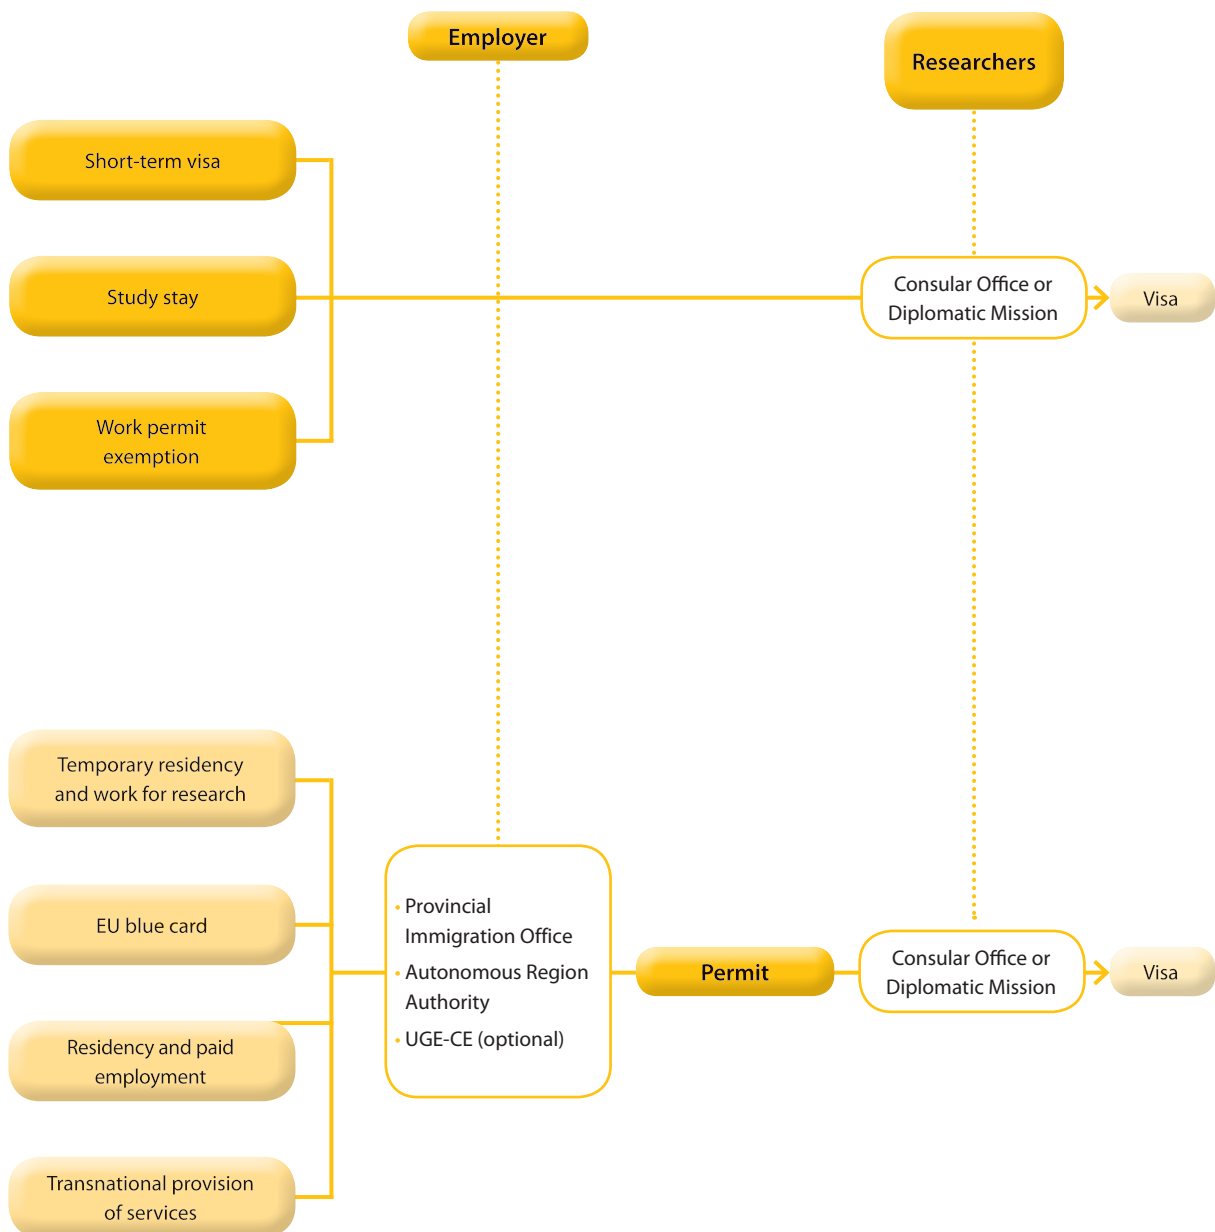 Employer
Researchers
Short-term visa
Study stay
Consular Office or
Diplomatic Mission
Visa
Work permit
exemption
Temporary residency
and work for research
EU blue card
Residency and paid
employment
Transnational provision
of services
• Provincial
Immigration Office
• Autonomous Region
Authority
• UGE-CE (optional)
Permit
Consular Office or
Diplomatic Mission
Visa